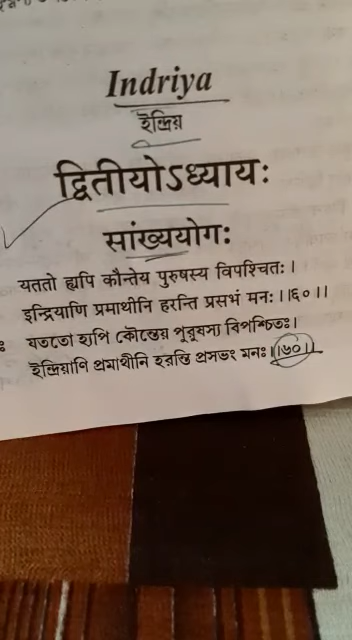 Indriya
ইন্দ্রিয়
द्वितीयोऽध्यायः
सांख्ययोगः
यततो ह्यपि कौन्तेय पुरुषस्य विपश्चितः।
इन्द्रियाणि प्रमाथीनि हरन्ति प्रसभं मनः।।६०।।
যততো হ্যপি কৌন্তেয় পুরুষস্য বিপশ্চিতঃ।
ইন্দ্রিয়াণি প্রমাথীনি হরন্তি প্রসভং মনঃ।।৬০।।